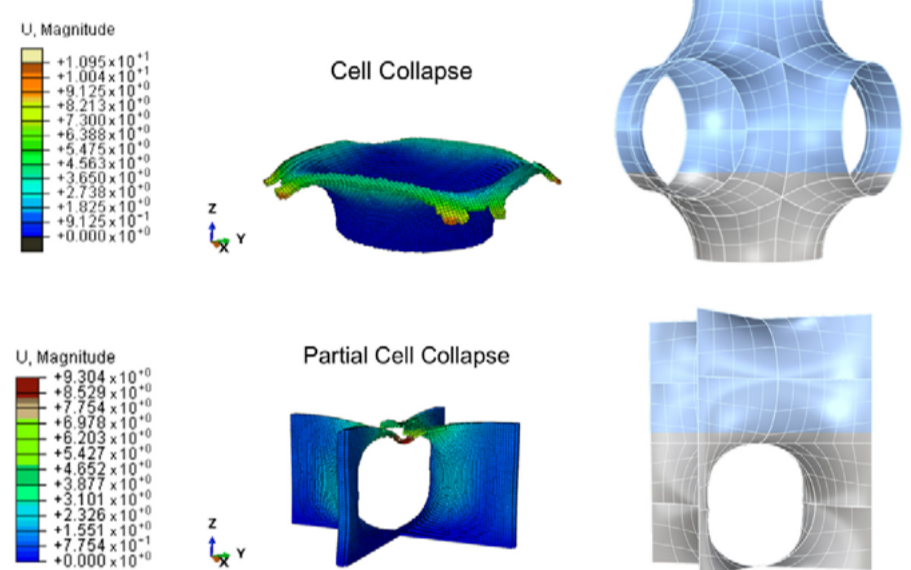 U, Magnitude
+1.095x10⁺¹
+1.004x10⁺¹
+9.125x10⁺⁰
+8.213x10⁺⁰
+7.300x10⁺⁰
+6.388x10⁺⁰
+5.475x10⁺⁰
+4.563x10⁺⁰
+3.650x10⁺⁰
+2.738x10⁺⁰
+1.825x10⁺⁰
+9.125x10⁻¹
+0.000x10⁺⁰
Cell Collapse
Z
Y
X
U, Magnitude
+9.304x10⁺⁰
+8.529x10⁺⁰
+7.754x10⁺⁰
+6.978x10⁺⁰
+6.203x10⁺⁰
+5.427x10⁺⁰
+4.652x10⁺⁰
+3.877x10⁺⁰
+3.101x10⁺⁰
+2.326x10⁺⁰
+1.551x10⁺⁰
+7.754x10⁻¹
+0.000x10⁺⁰
Partial Cell Collapse
Z
Y
X